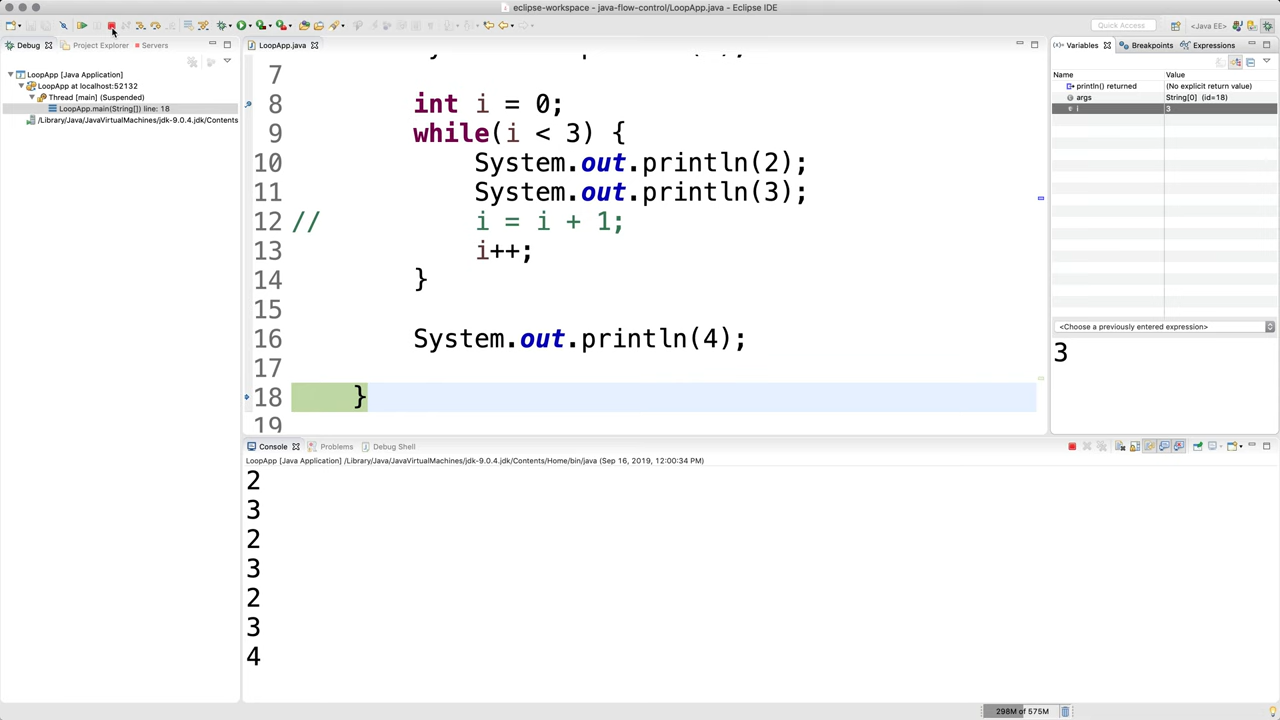 eclipse-workspace - java-flow-control/LoopApp.java - Eclipse IDE
Quick Access
<Java EE>
Debug
Project Explorer
Servers
LoopApp [Java Application]
LoopApp at localhost:52132
Thread [main] (Suspended)
LoopApp.main(String[]) line: 18
/Library/Java/JavaVirtualMachines/jdk-9.0.4.jdk/Contents
LoopApp.java
7
8 int i = 0;
9 while(i < 3) {
10 System.out.println(2);
11 System.out.println(3);
12 // i = i + 1;
13 i++;
14 }
15
16 System.out.println(4);
17
18 }
19
Variables
Breakpoints
Expressions
Name Value
println() returned (No explicit return value)
args String[0] (id=18)
i 3
<Choose a previously entered expression>
3
Console
Problems
Debug Shell
LoopApp [Java Application] /Library/Java/JavaVirtualMachines/jdk-9.0.4.jdk/Contents/Home/bin/java (Sep 16, 2019, 12:00:34 PM)
2
3
2
3
2
3
4
298M of 575M